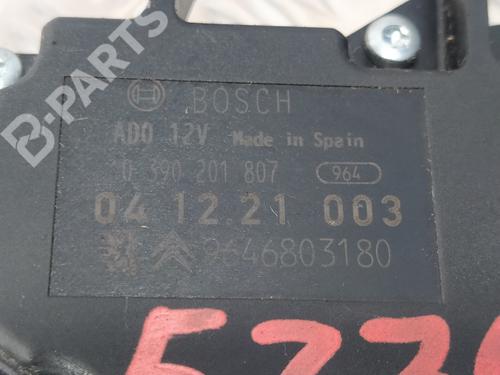 B-PARTS
BOSCH
ADO 12V Made in Spain
0 390 201 807 964
04 12.21 003
9646803180